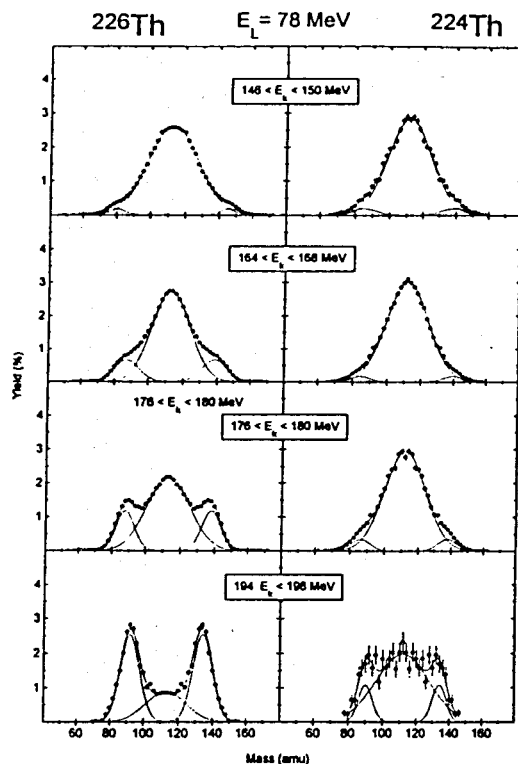 226Th E_L = 78 MeV 224Th
146 < E_k < 150 MeV
4
3
2
1
164 < E_k < 168 MeV
4
3
2
1
Yield (%)
176 < E_k < 180 MeV
176 < E_k < 180 MeV
4
3
2
1
194 E_k < 198 MeV
4
3
2
1
60 80 100 120 140 160 60 80 100 120 140 160
Mass (amu)